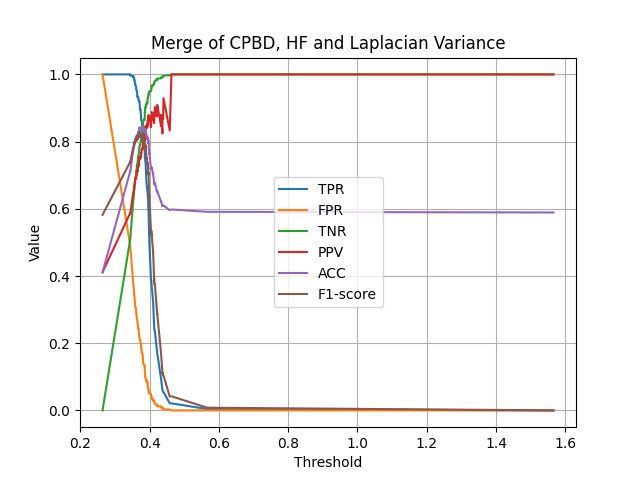 Merge of CPBD, HF and Laplacian Variance
1.0
0.8
0.6
0.4
0.2
0.0
Value
TPR
FPR
TNR
PPV
ACC
F1-score
0.2 0.4 0.6 0.8 1.0 1.2 1.4 1.6
Threshold